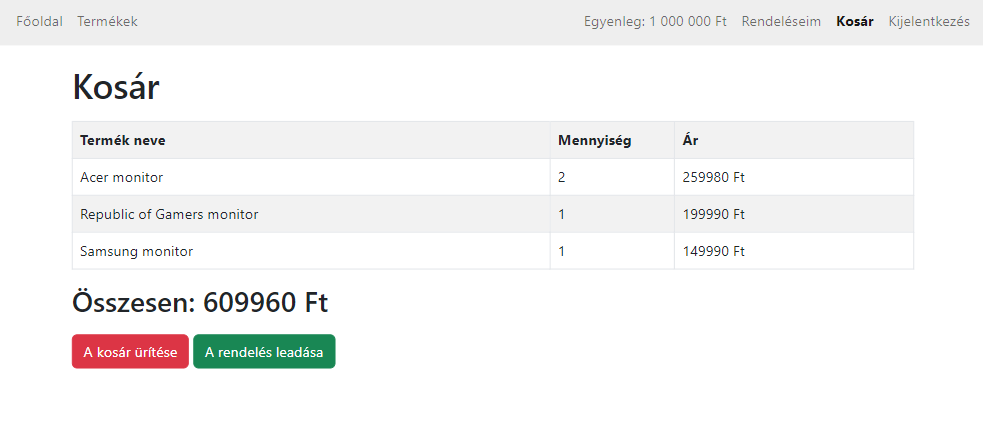 Főoldal Termékek Egyenleg: 1 000 000 Ft Rendeléseim Kosár Kijelentkezés
Kosár
Termék neve Mennyiség Ár
Acer monitor 2 259980 Ft
Republic of Gamers monitor 1 199990 Ft
Samsung monitor 1 149990 Ft
Összesen: 609960 Ft
A kosár ürítése A rendelés leadása